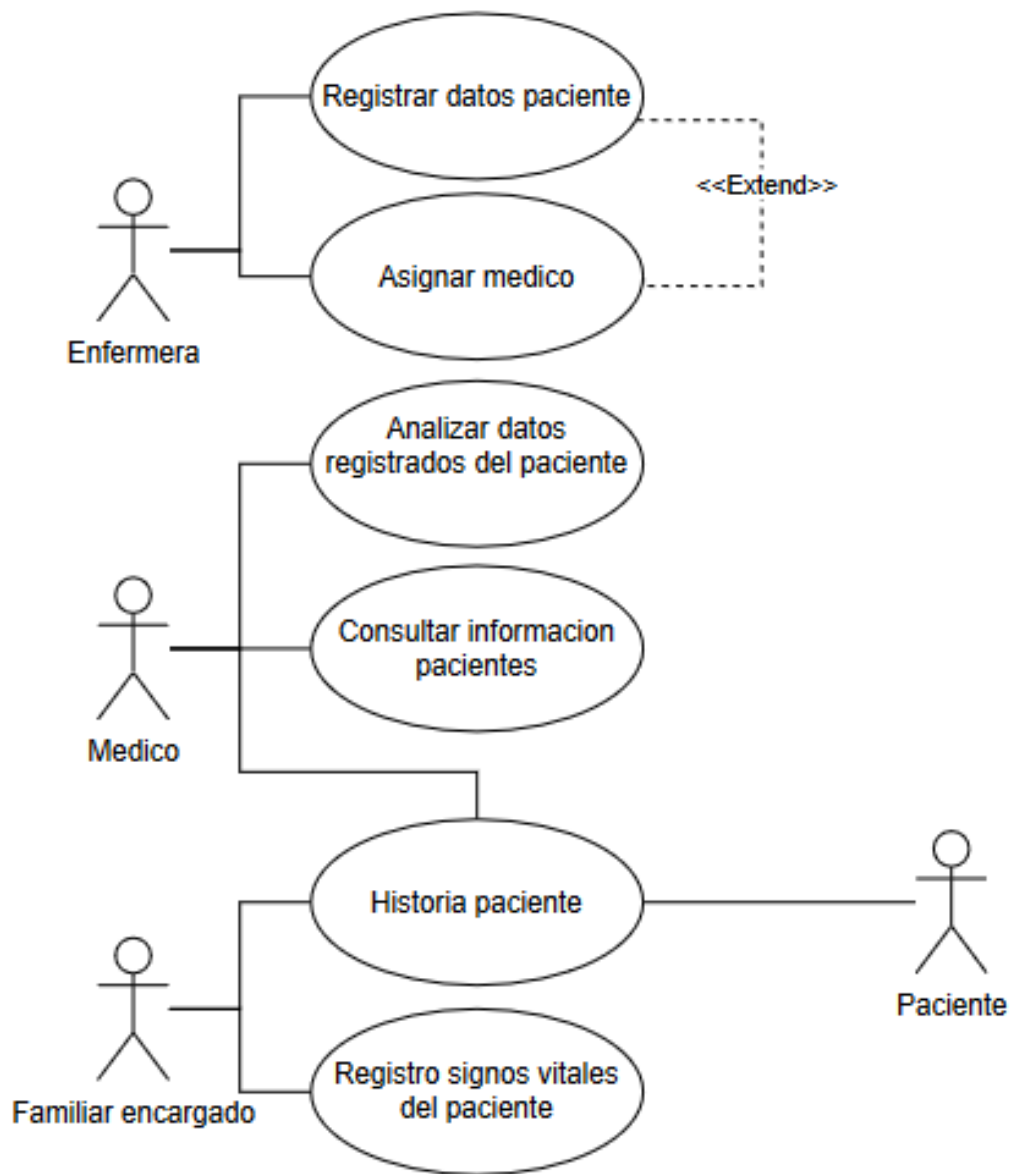 Registrar datos paciente
<<Extend>>
Asignar medico
Enfermera
Analizar datos
registrados del paciente
Consultar informacion
pacientes
Medico
Historia paciente
Paciente
Registro signos vitales
del paciente
Familiar encargado